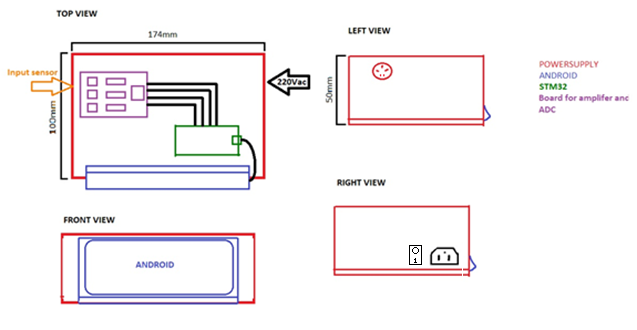 TOP VIEW
174mm
Input sensor
220Vac
100mm
LEFT VIEW
50mm
POWERSUPPLY
ANDROID
STM32
Board for amplifer and
ADC
FRONT VIEW
ANDROID
RIGHT VIEW
1